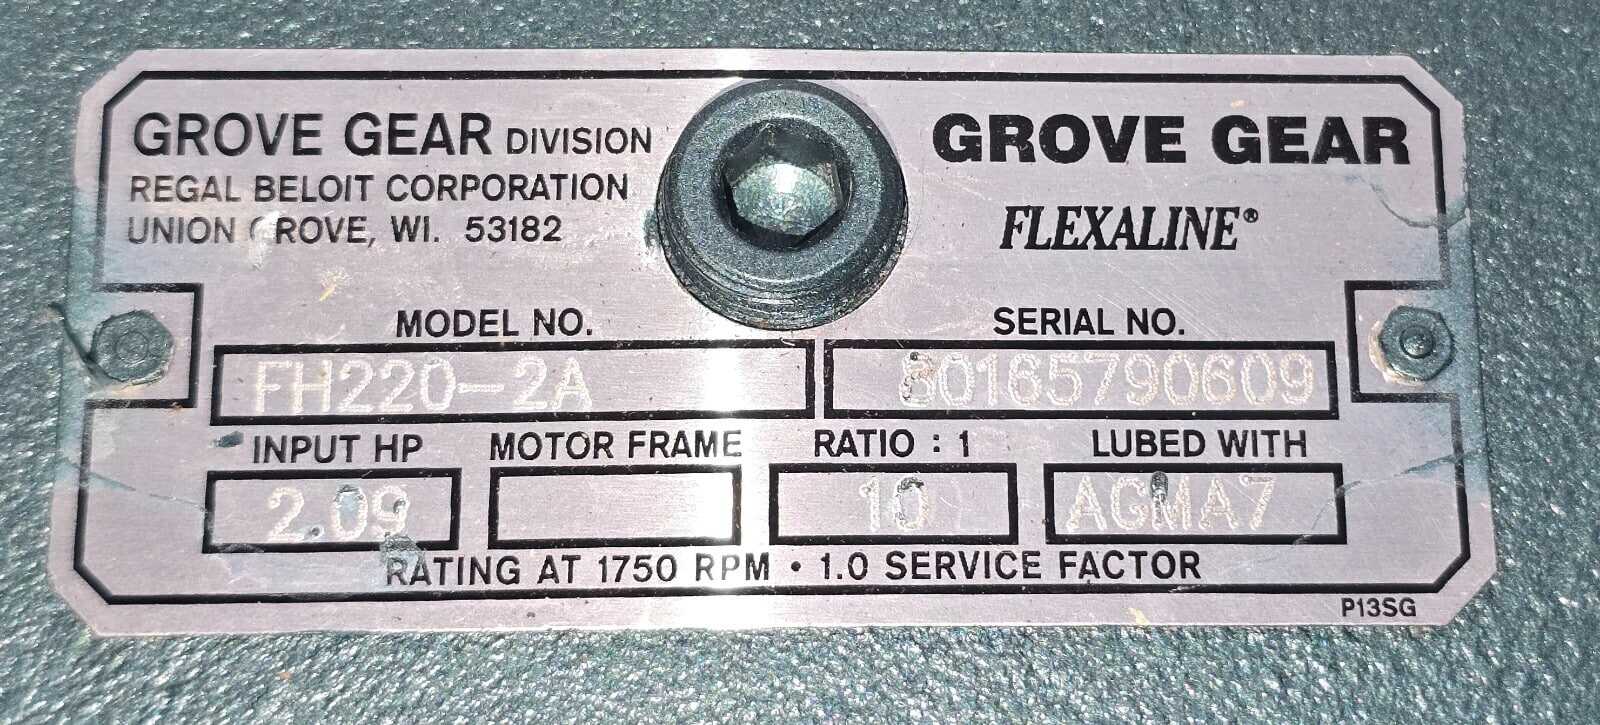 GROVE GEAR DIVISION
REGAL BELOIT CORPORATION
UNION GROVE, WI. 53182
GROVE GEAR
FLEXALINE®
MODEL NO.
FH220-2A
SERIAL NO.
80165790609
INPUT HP
2.09
MOTOR FRAME
RATIO : 1
10
LUBED WITH
AGMA7
RATING AT 1750 RPM • 1.0 SERVICE FACTOR
P13SG